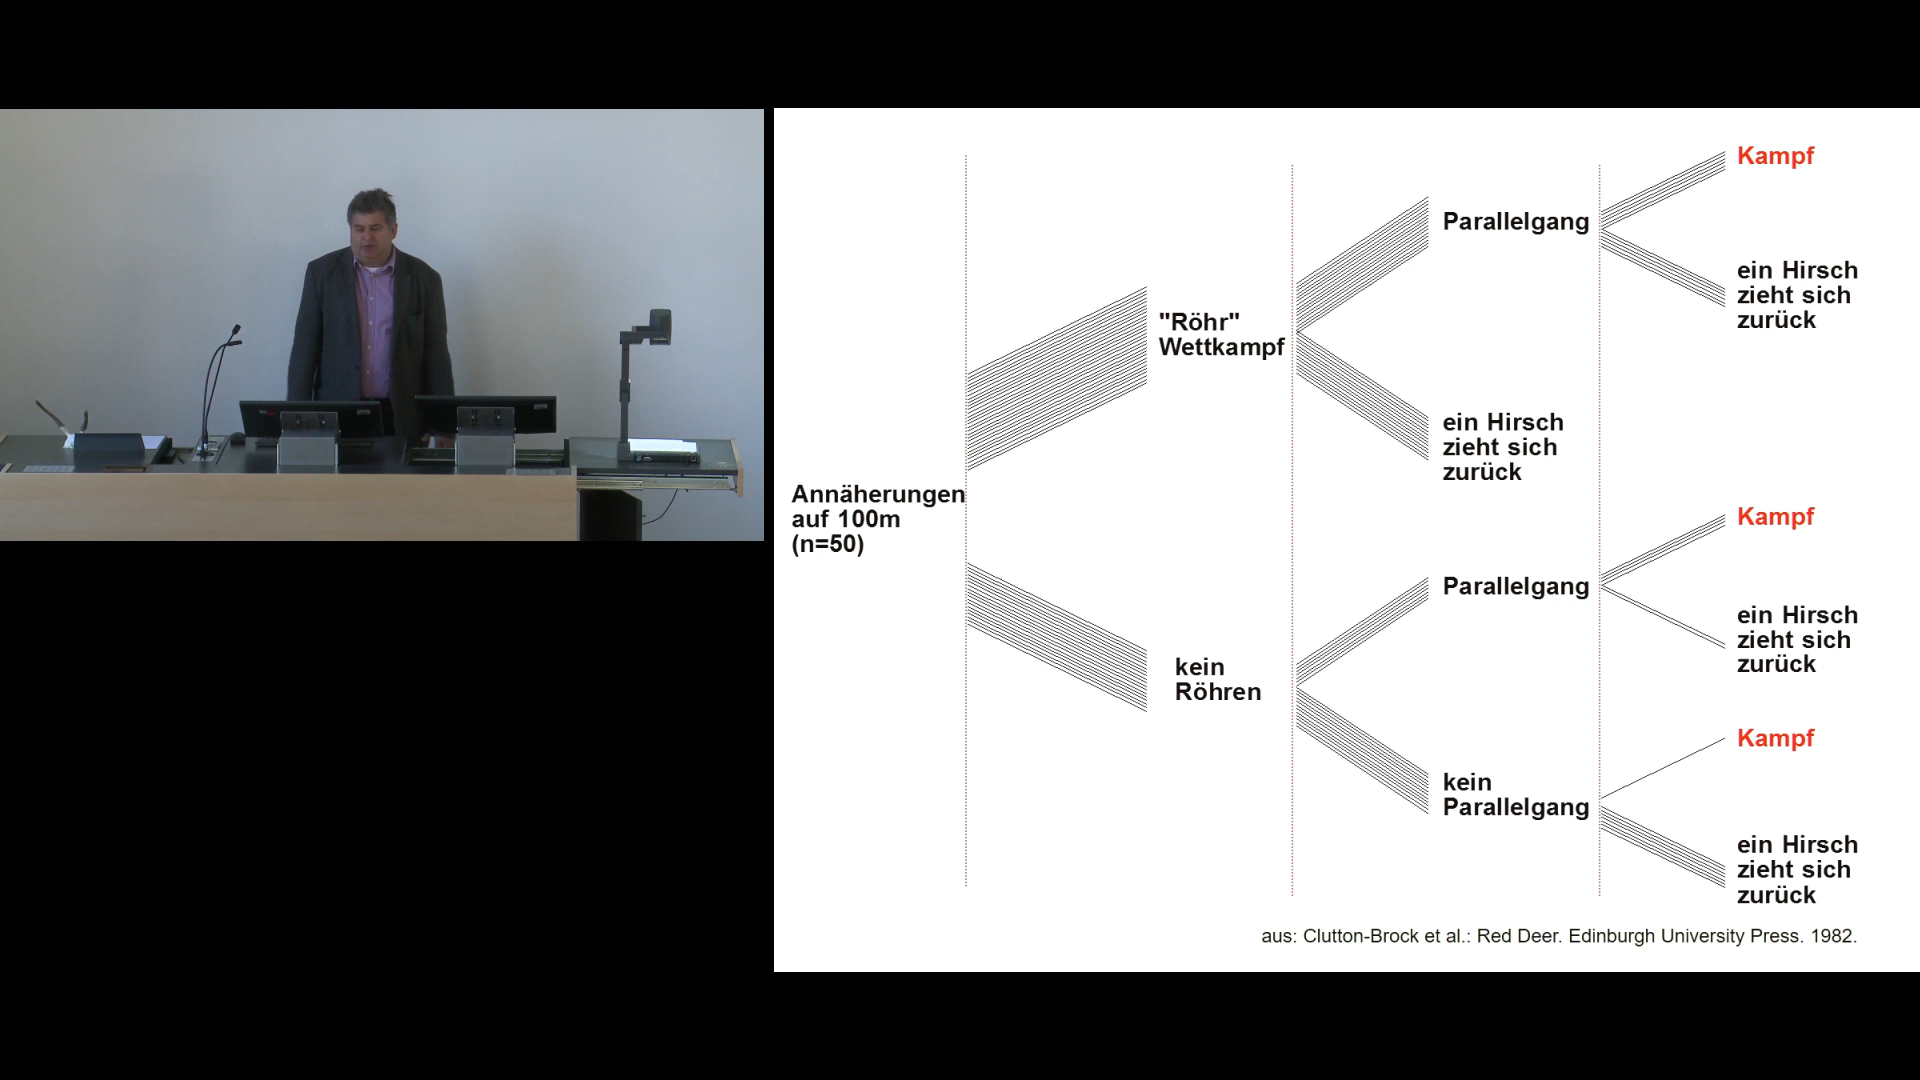 Annäherungen
auf 100m
(n=50)
"Röhr"
Wettkampf
kein
Röhren
Parallelgang
ein Hirsch
zieht sich
zurück
Parallelgang
kein
Parallelgang
Kampf
ein Hirsch
zieht sich
zurück
Kampf
ein Hirsch
zieht sich
zurück
Kampf
ein Hirsch
zieht sich
zurück
aus: Clutton-Brock et al.: Red Deer. Edinburgh University Press. 1982.